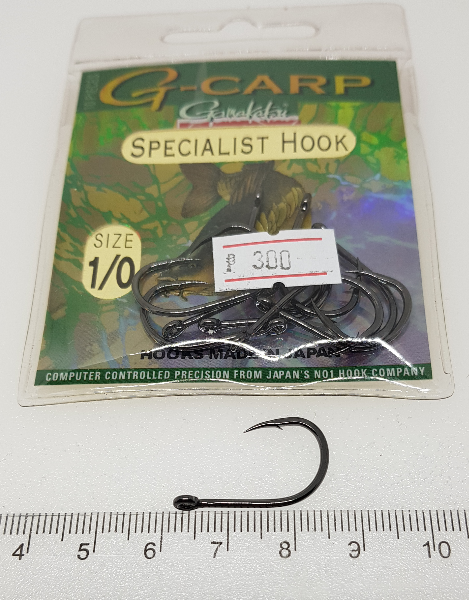 G-CARP
Gamakatsu
SPECIALIST HOOK
SIZE
1/0
300
HOOKS MADE IN JAPAN
COMPUTER CONTROLLED PRECISION FROM JAPAN'S NO1 HOOK COMPANY
4 5 6 7 8 9 10